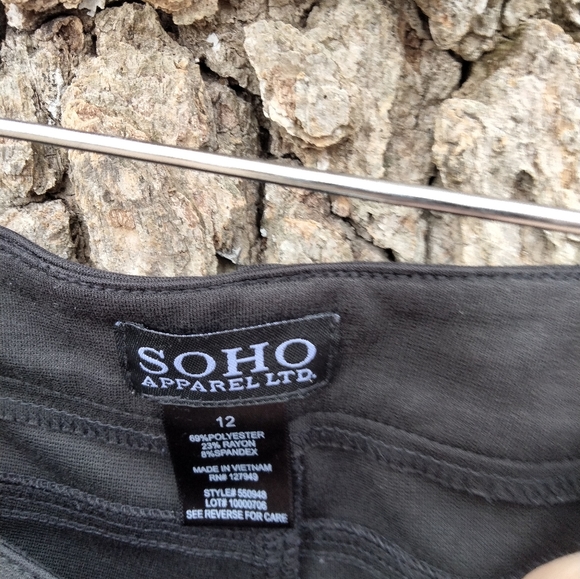 SOHO
APPAREL LTD.
12
69%POLYESTER
23% RAYON
8%SPANDEX
MADE IN VIETNAM
RN# 127949
STYLE# 550948
LOT# 10000706
SEE REVERSE FOR CARE